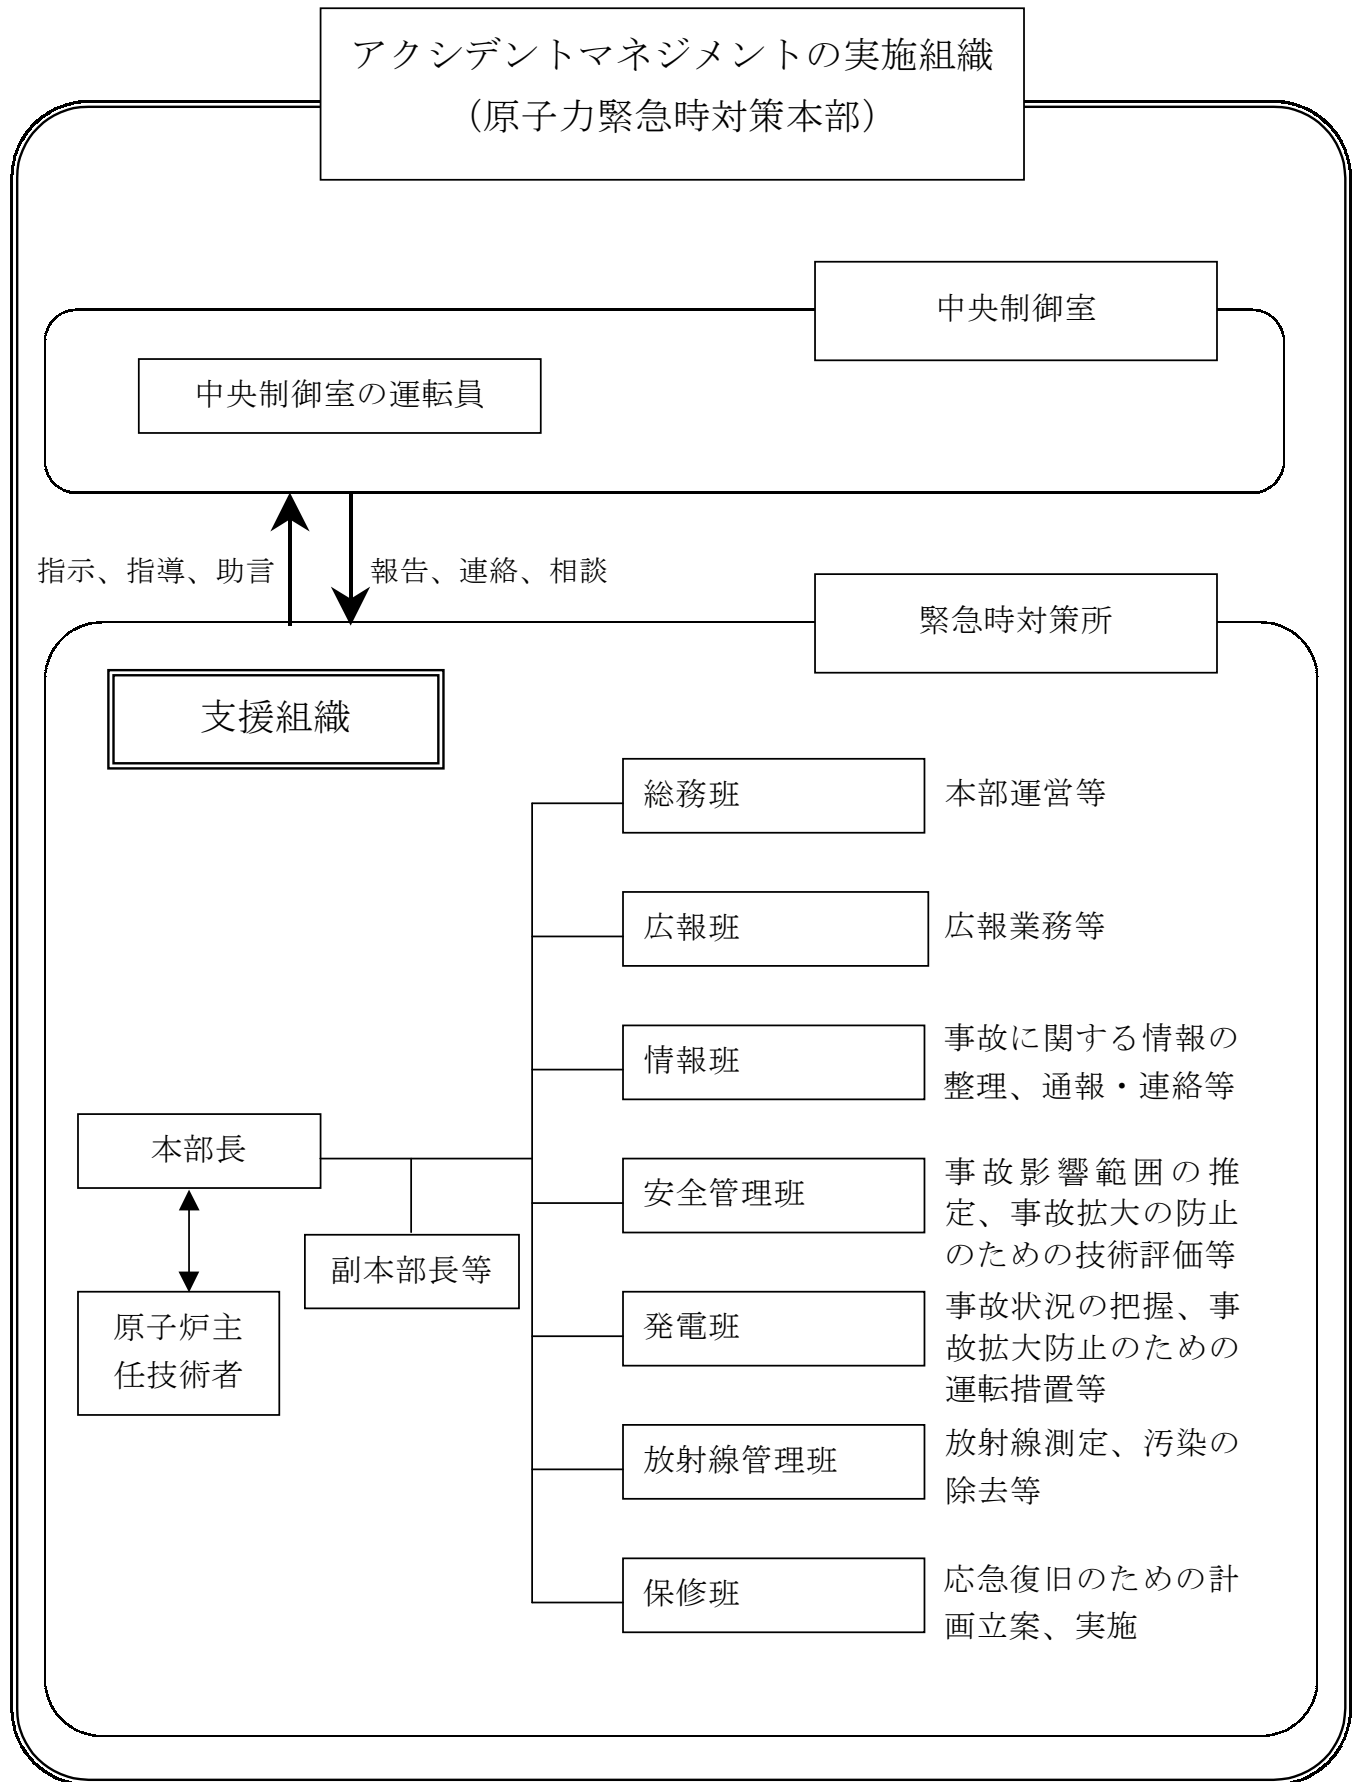 アクシデントマネジメントの実施組織
（原子力緊急時対策本部）
中央制御室
中央制御室の運転員
指示、指導、助言
報告、連絡、相談
緊急時対策所
支援組織
総務班
本部運営等
広報班
広報業務等
情報班
事故に関する情報の
整理、通報・連絡等
本部長
安全管理班
事故影響範囲の推
定、事故拡大の防止
のための技術評価等
副本部長等
原子炉主
任技術者
発電班
事故状況の把握、事
故拡大防止のための
運転措置等
放射線管理班
放射線測定、汚染の
除去等
保修班
応急復旧のための計
画立案、実施